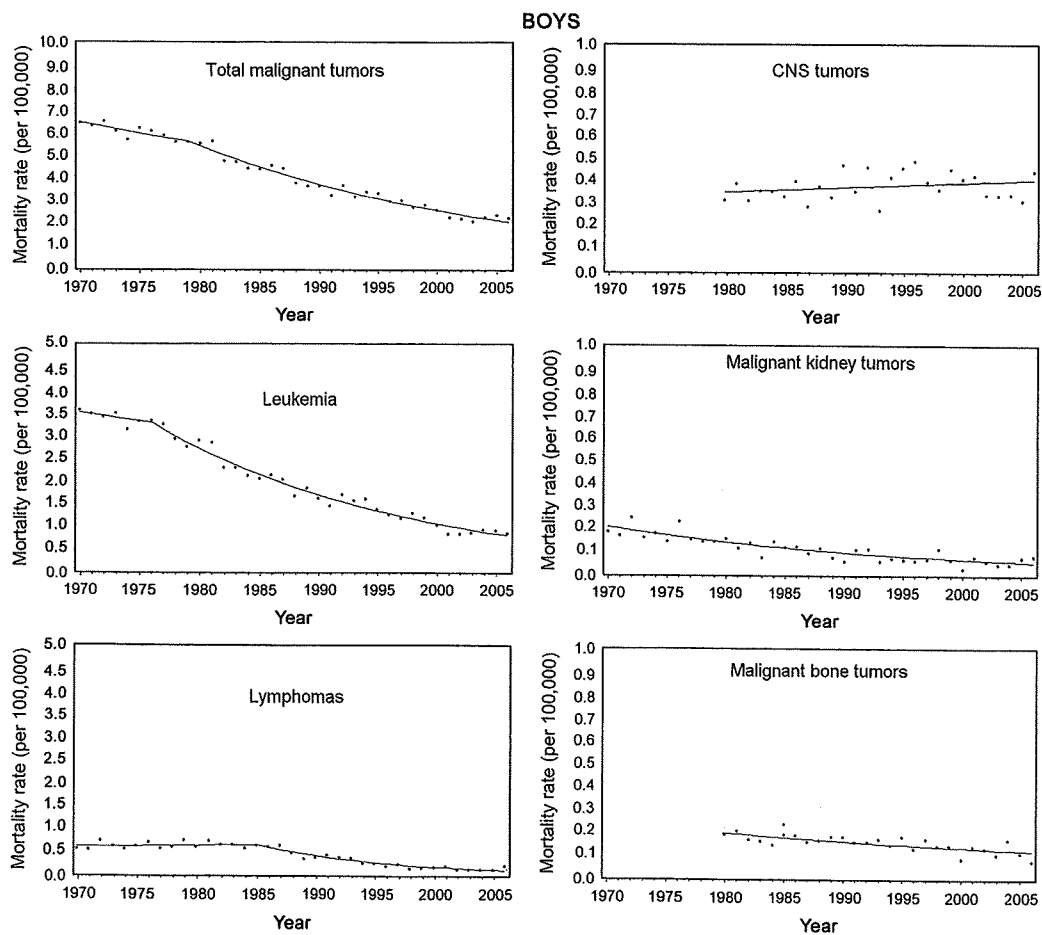 BOYS
Total malignant tumors
Mortality rate (per 100,000)
10.0
9.0
8.0
7.0
6.0
5.0
4.0
3.0
2.0
1.0
0.0
1970 1975 1980 1985 1990 1995 2000 2005
Year
CNS tumors
Mortality rate (per 100,000)
1.0
0.9
0.8
0.7
0.6
0.5
0.4
0.3
0.2
0.1
0.0
1970 1975 1980 1985 1990 1995 2000 2005
Year
Leukemia
Mortality rate (per 100,000)
5.0
4.5
4.0
3.5
3.0
2.5
2.0
1.5
1.0
0.5
0.0
1970 1975 1980 1985 1990 1995 2000 2005
Year
Malignant kidney tumors
Mortality rate (per 100,000)
1.0
0.9
0.8
0.7
0.6
0.5
0.4
0.3
0.2
0.1
0.0
1970 1975 1980 1985 1990 1995 2000 2005
Year
Lymphomas
Mortality rate (per 100,000)
5.0
4.5
4.0
3.5
3.0
2.5
2.0
1.5
1.0
0.5
0.0
1970 1975 1980 1985 1990 1995 2000 2005
Year
Malignant bone tumors
Mortality rate (per 100,000)
1.0
0.9
0.8
0.7
0.6
0.5
0.4
0.3
0.2
0.1
0.0
1970 1975 1980 1985 1990 1995 2000 2005
Year